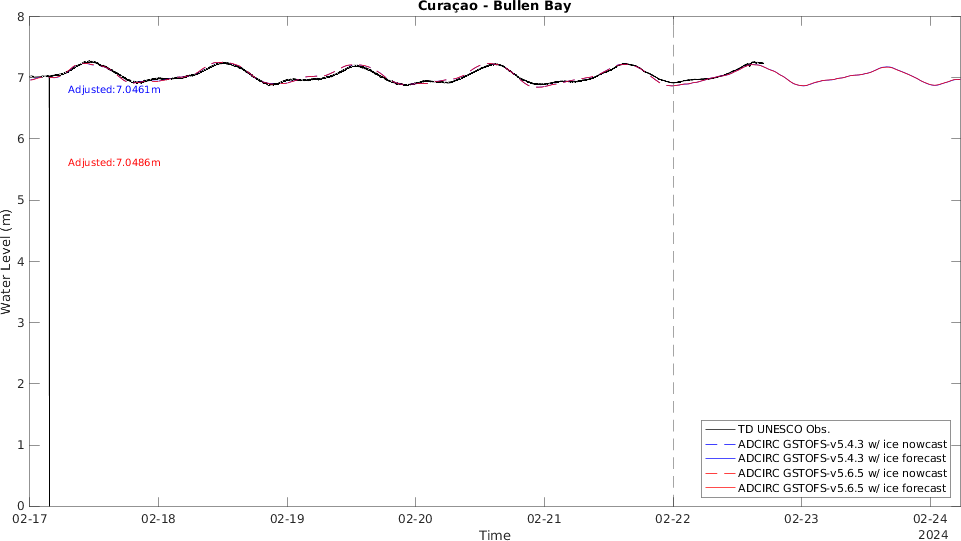 Curaçao - Bullen Bay
8
7
6
5
4
3
2
1
0
Water Level (m)
Adjusted:7.0461m
Adjusted:7.0486m
TD UNESCO Obs.
ADCIRC GSTOFS-v5.4.3 w/ ice nowcast
ADCIRC GSTOFS-v5.4.3 w/ ice forecast
ADCIRC GSTOFS-v5.6.5 w/ ice nowcast
ADCIRC GSTOFS-v5.6.5 w/ ice forecast
02-17 02-18 02-19 02-20 02-21 02-22 02-23 02-24
Time
2024